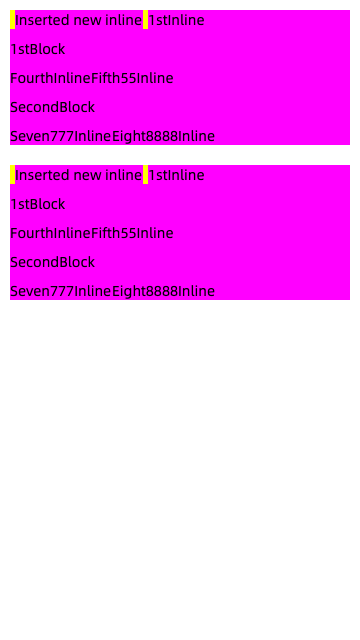 Inserted new inline 1stInline
1stBlock
FourthInlineFifth55Inline
SecondBlock
Seven777InlineEight8888Inline
Inserted new inline 1stInline
1stBlock
FourthInlineFifth55Inline
SecondBlock
Seven777InlineEight8888Inline